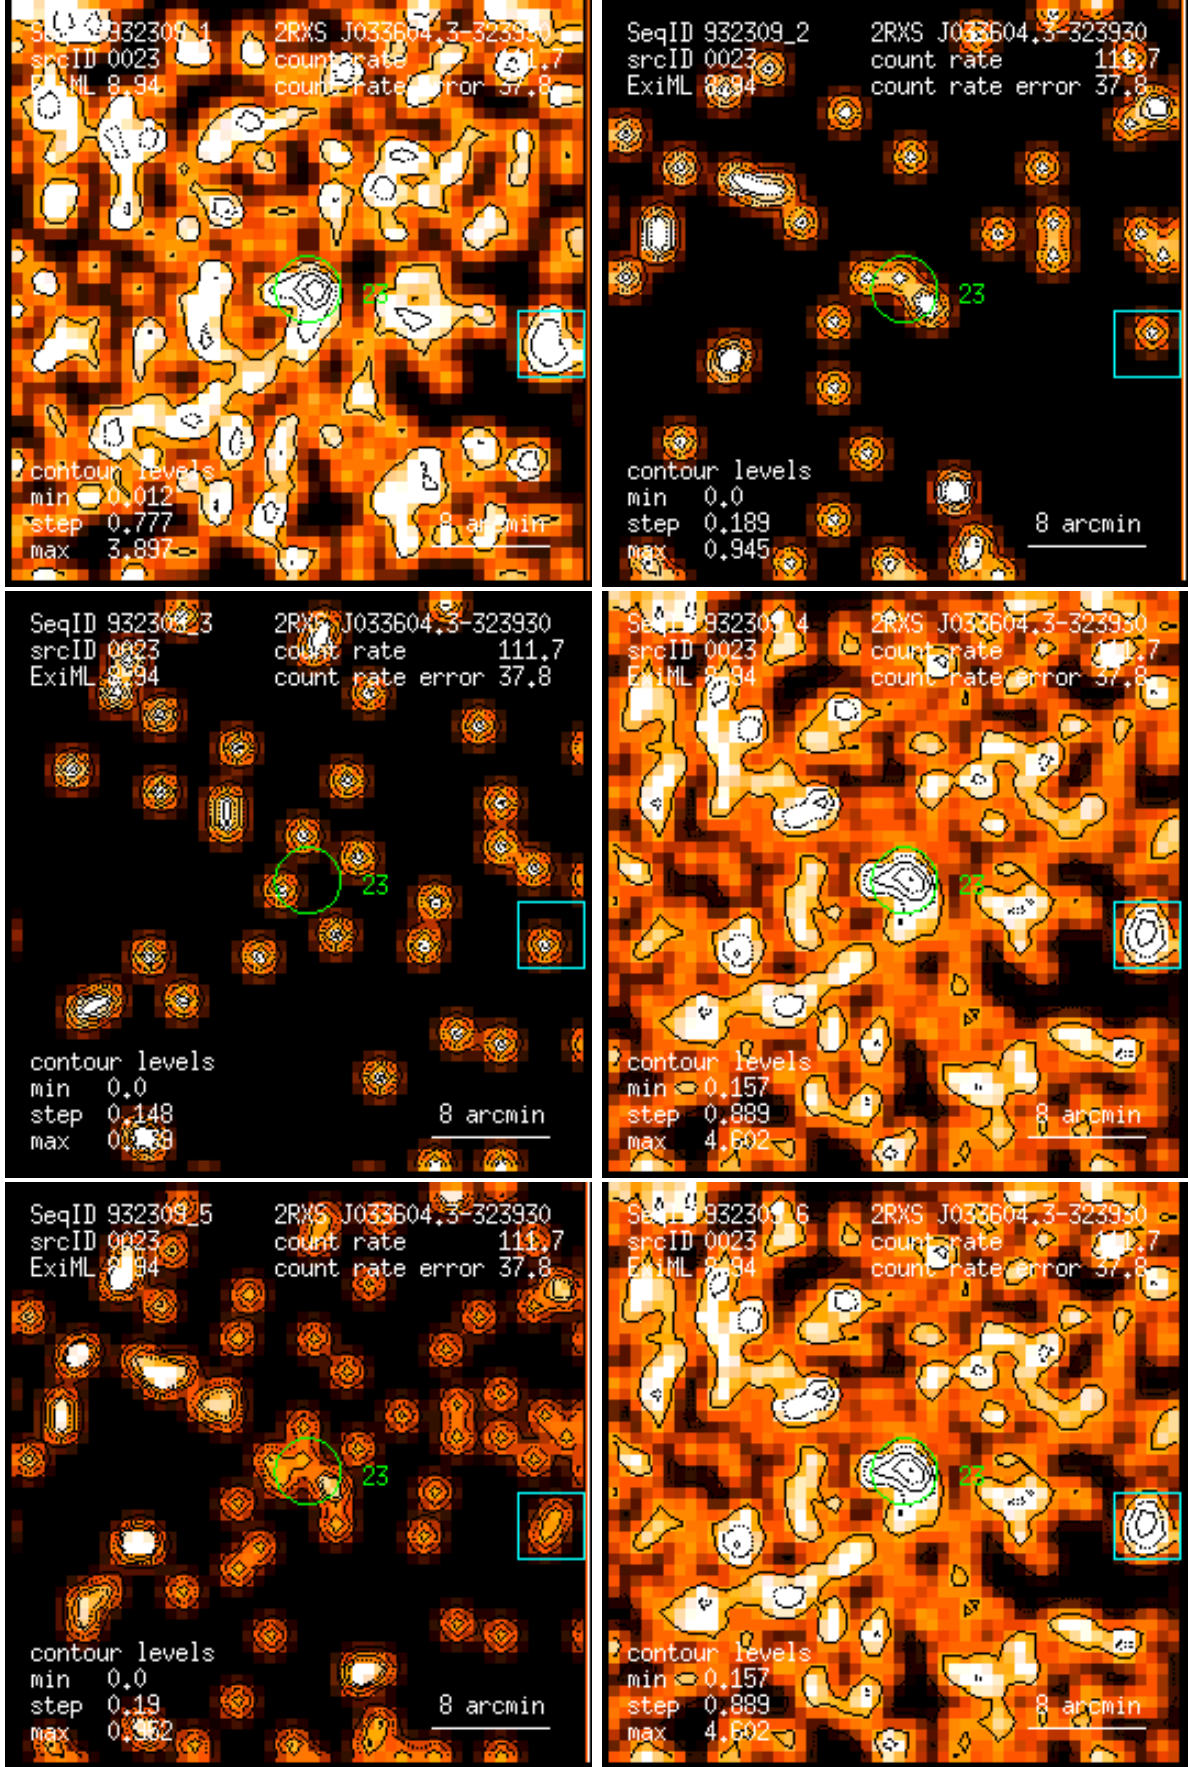 SeqID 932309_1 2RXS J033604.3-323930
srcID 0023 count rate 111.7
ExiML 8.94 count rate error 37.8
23
contour levels
min 0.012
step 0.777 8 arcmin
max 3.897
SeqID 932309_2 2RXS J033604.3-323930
srcID 0023 count rate 111.7
ExiML 8.94 count rate error 37.8
23
contour levels
min 0.0
step 0.189 8 arcmin
max 0.945
SeqID 932309_3 2RXS J033604.3-323930
srcID 0023 count rate 111.7
ExiML 8.94 count rate error 37.8
23
contour levels
min 0.0
step 0.148 8 arcmin
max
SeqID 932309_4 2RXS J033604.3-323930
srcID 0023 count rate 111.7
ExiML 8.94 count rate error 37.8
23
contour levels
min 0.157
step 0.889 8 arcmin
max 4.602
SeqID 932309_5 2RXS J033604.3-323930
srcID 0023 count rate 111.7
ExiML 8.94 count rate error 37.8
23
contour levels
min 0.0
step 0.19 8 arcmin
max 0.952
SeqID 932309_6 2RXS J033604.3-323930
srcID 0023 count rate 111.7
ExiML 8.94 count rate error 37.8
23
contour levels
min 0.157
step 0.889 8 arcmin
max 4.602